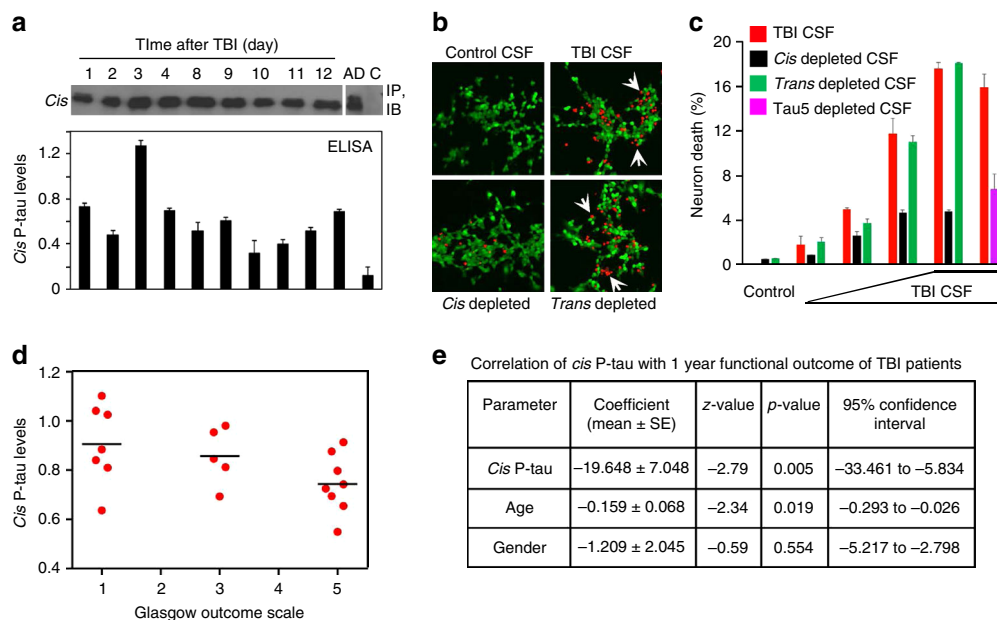 a
TIme after TBI (day)
1 2 3 4 8 9 10 11 12 AD C
Cis
IP,
IB
ELISA
Cis P-tau levels
1.2
0.8
0.4
0
b
Control CSF TBI CSF
Cis depleted Trans depleted
c
TBI CSF
Cis depleted CSF
Trans depleted CSF
Tau5 depleted CSF
Neuron death (%)
20
16
12
8
4
0
Control TBI CSF
d
Cis P-tau levels
1.2
1.0
0.8
0.6
0.4
1 2 3 4 5
Glasgow outcome scale
e
Correlation of cis P-tau with 1 year functional outcome of TBI patients
Parameter Coefficient (mean ± SE) z-value p-value 95% confidence interval
Cis P-tau –19.648 ± 7.048 –2.79 0.005 –33.461 to –5.834
Age –0.159 ± 0.068 –2.34 0.019 –0.293 to –0.026
Gender –1.209 ± 2.045 –0.59 0.554 –5.217 to –2.798